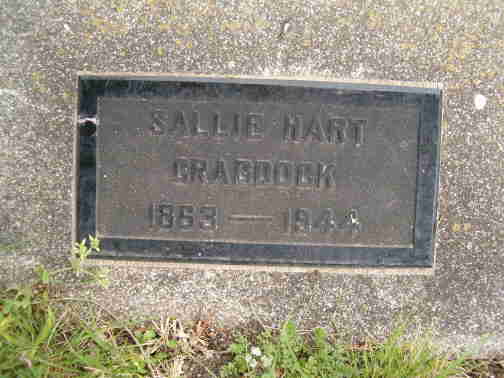 SALLIE HART
CRADDOCK
1863 — 1944